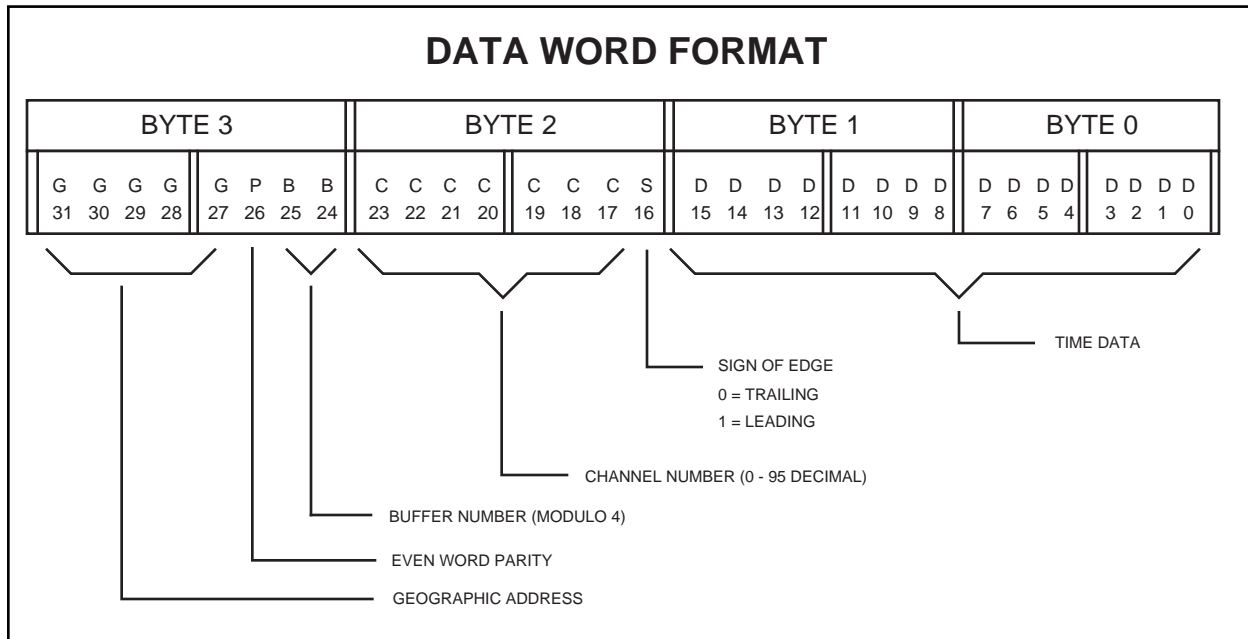 DATA WORD FORMAT
BYTE 3 BYTE 2 BYTE 1 BYTE 0
G G G G G P B B C C C C C C C S D D D D D D D D D D D D D D D D
31 30 29 28 27 26 25 24 23 22 21 20 19 18 17 16 15 14 13 12 11 10 9 8 7 6 5 4 3 2 1 0
TIME DATA
SIGN OF EDGE
0 = TRAILING
1 = LEADING
CHANNEL NUMBER (0 - 95 DECIMAL)
BUFFER NUMBER (MODULO 4)
EVEN WORD PARITY
GEOGRAPHIC ADDRESS